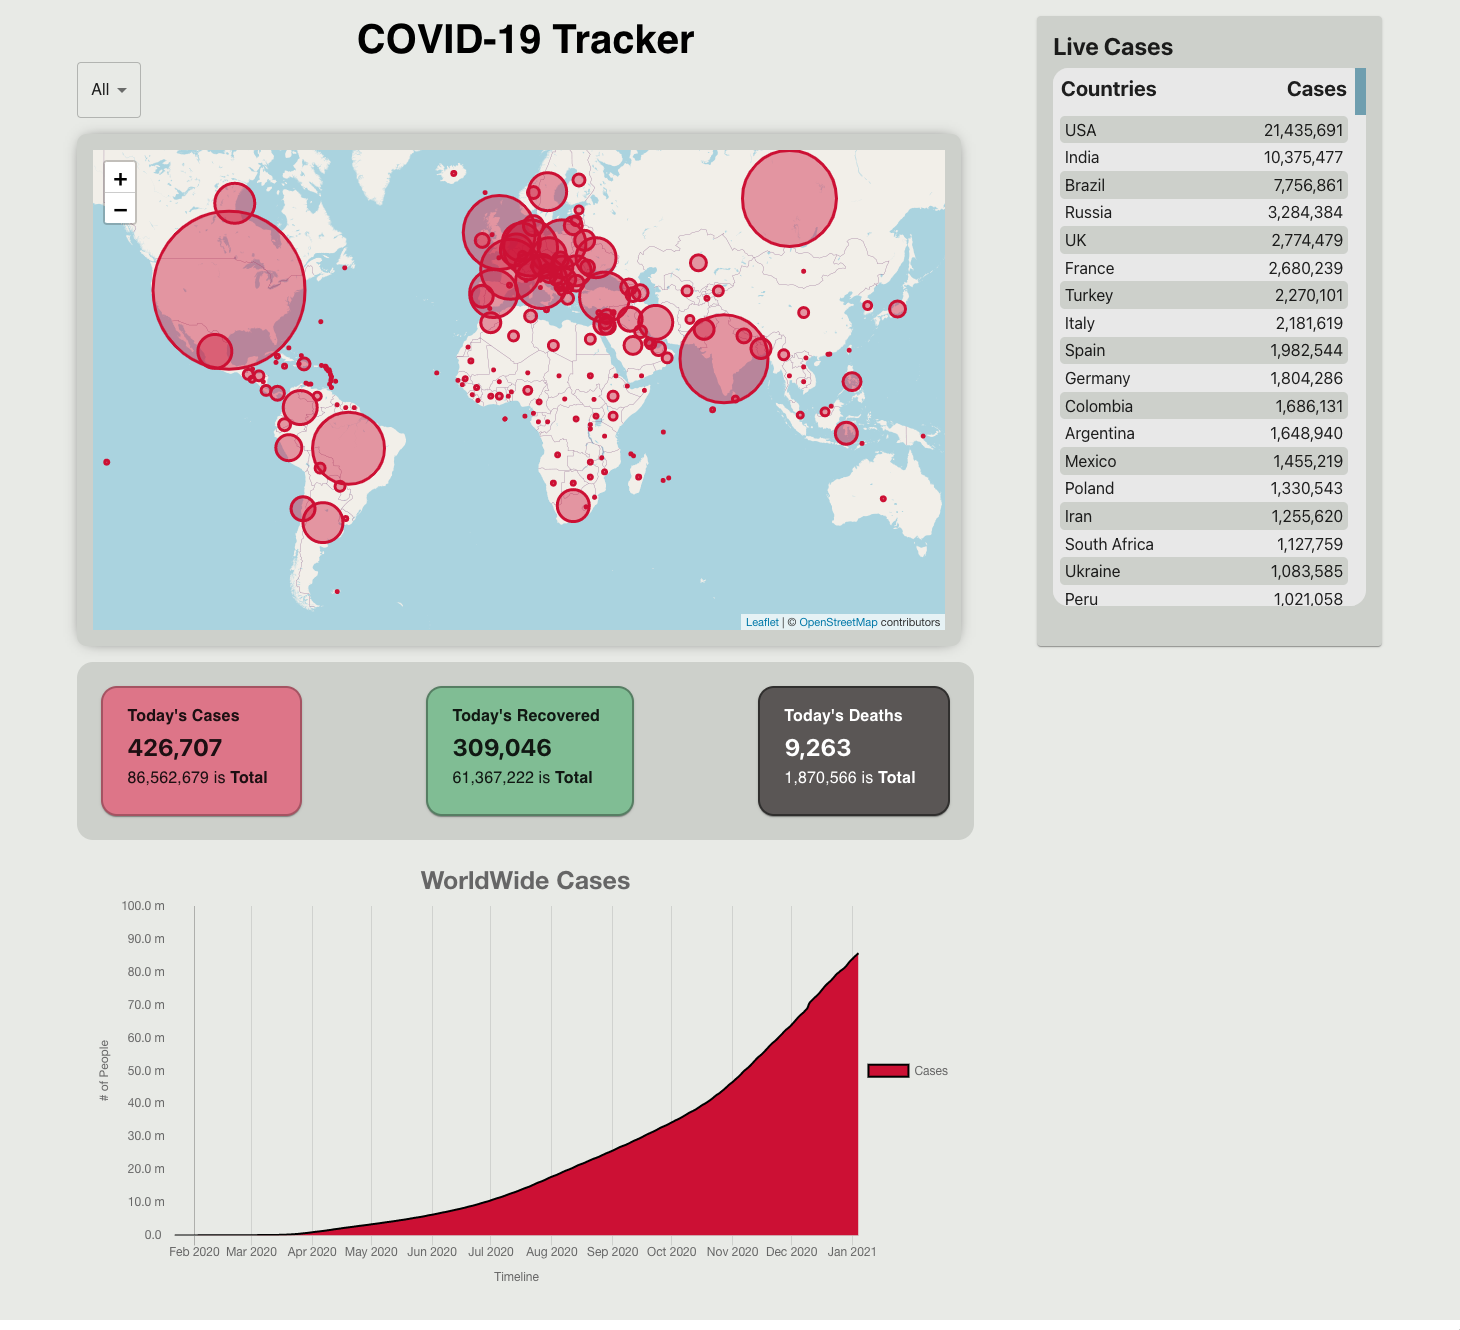 COVID-19 Tracker
All
+
−
Leaflet | © OpenStreetMap contributors
Live Cases
Countries Cases
USA 21,435,691
India 10,375,477
Brazil 7,756,861
Russia 3,284,384
UK 2,774,479
France 2,680,239
Turkey 2,270,101
Italy 2,181,619
Spain 1,982,544
Germany 1,804,286
Colombia 1,686,131
Argentina 1,648,940
Mexico 1,455,219
Poland 1,330,543
Iran 1,255,620
South Africa 1,127,759
Ukraine 1,083,585
Peru 1,021,058
Today's Cases
426,707
86,562,679 is Total
Today's Recovered
309,046
61,367,222 is Total
Today's Deaths
9,263
1,870,566 is Total
WorldWide Cases
100.0 m
90.0 m
80.0 m
70.0 m
60.0 m
50.0 m
40.0 m
30.0 m
20.0 m
10.0 m
0.0
# of People
Cases
Feb 2020 Mar 2020 Apr 2020 May 2020 Jun 2020 Jul 2020 Aug 2020 Sep 2020 Oct 2020 Nov 2020 Dec 2020 Jan 2021
Timeline